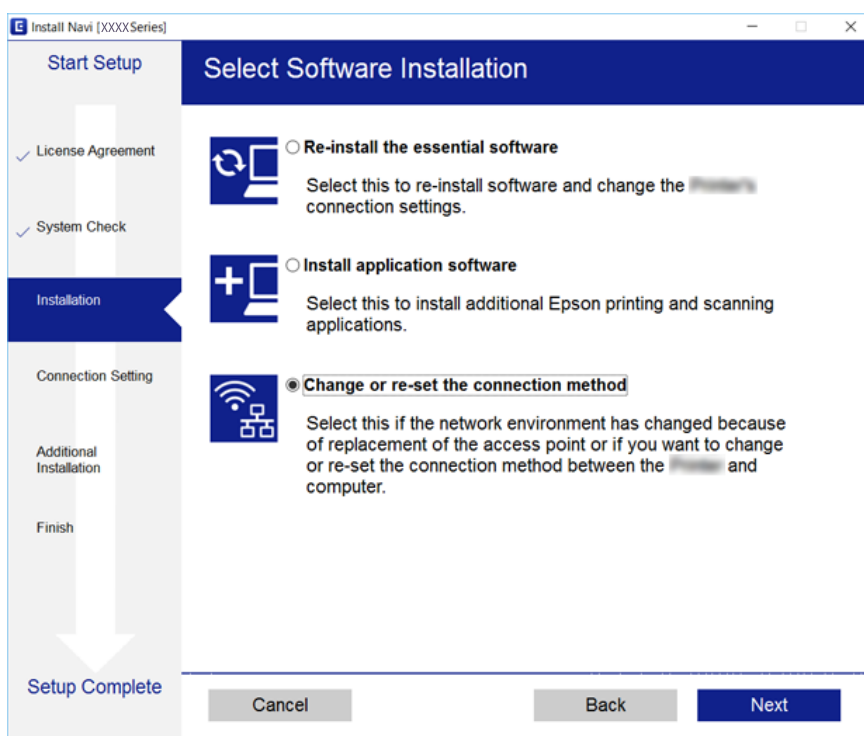 Install Navi [XXXXSeries]
Start Setup
License Agreement
System Check
Installation
Connection Setting
Additional
Installation
Finish
Setup Complete
Select Software Installation
Re-install the essential software
Select this to re-install software and change the
connection settings.
Install application software
Select this to install additional Epson printing and scanning
applications.
Change or re-set the connection method
Select this if the network environment has changed because
of replacement of the access point or if you want to change
or re-set the connection method between the and
computer.
Cancel
Back
Next